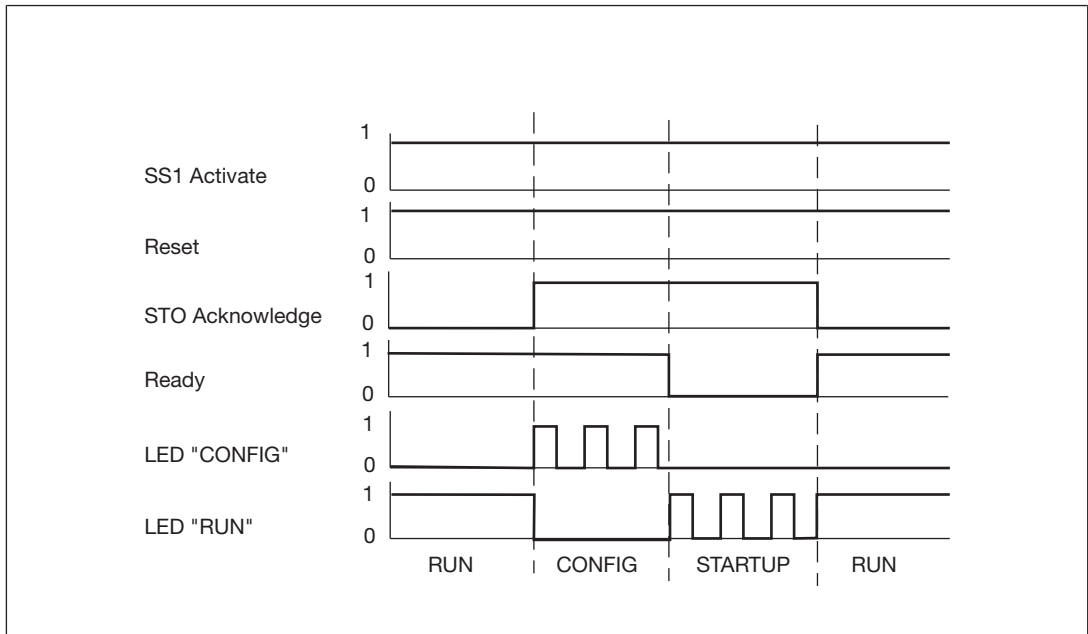 1
SS1 Activate
0
1
Reset
0
1
STO Acknowledge
0
1
Ready
0
1
LED "CONFIG"
0
1
LED "RUN"
0
RUN CONFIG STARTUP RUN